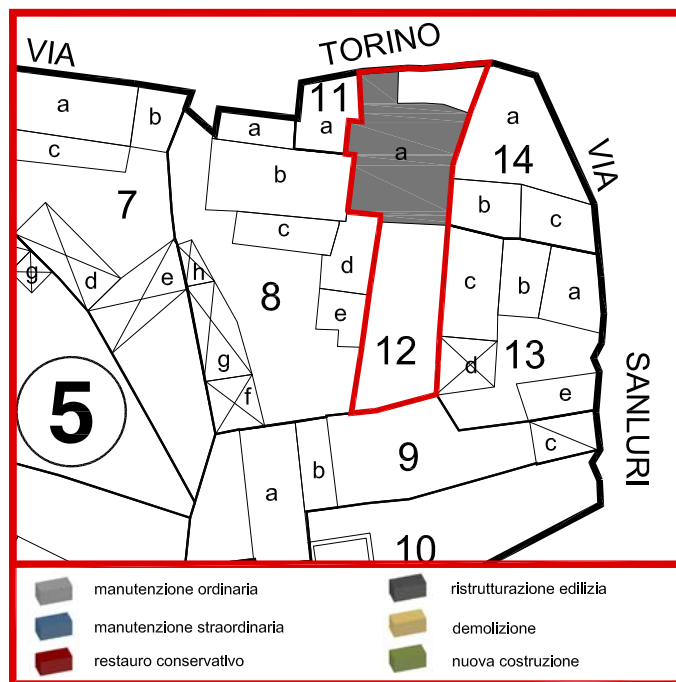 VIA TORINO
11
a
b
a
a
a
a
14
VIA
c
b
b
c
7
c
h
d
c
b
a
g
d
e
8
e
12
13
d
SANLURI
g
f
e
5
9
c
b
a
10
manutenzione ordinaria
ristrutturazione edilizia
manutenzione straordinaria
demolizione
restauro conservativo
nuova costruzione